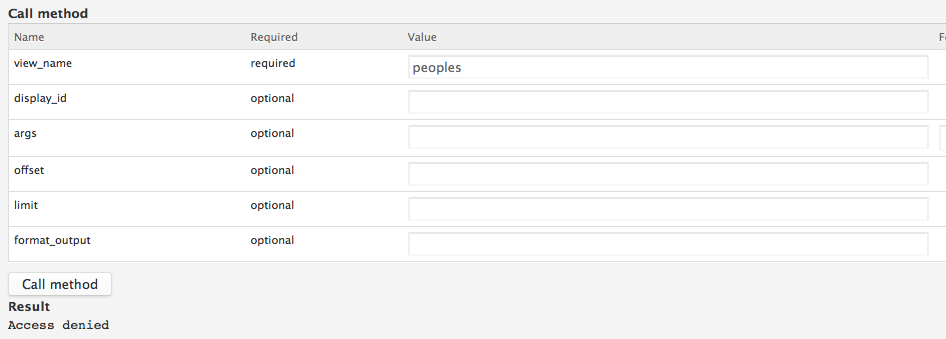 Call method
Name Required Value
view_name required peoples
display_id optional
args optional
offset optional
limit optional
format_output optional
Call method
Result
Access denied